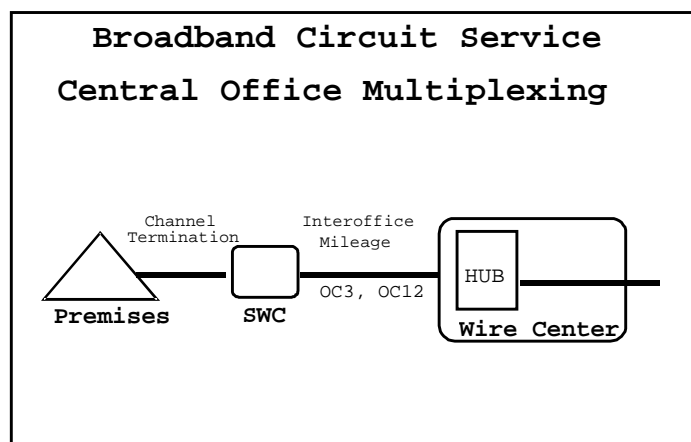 Broadband Circuit Service
Central Office Multiplexing
Channel
Termination
Interoffice
Mileage
OC3, OC12
HUB
Premises
SWC
Wire Center